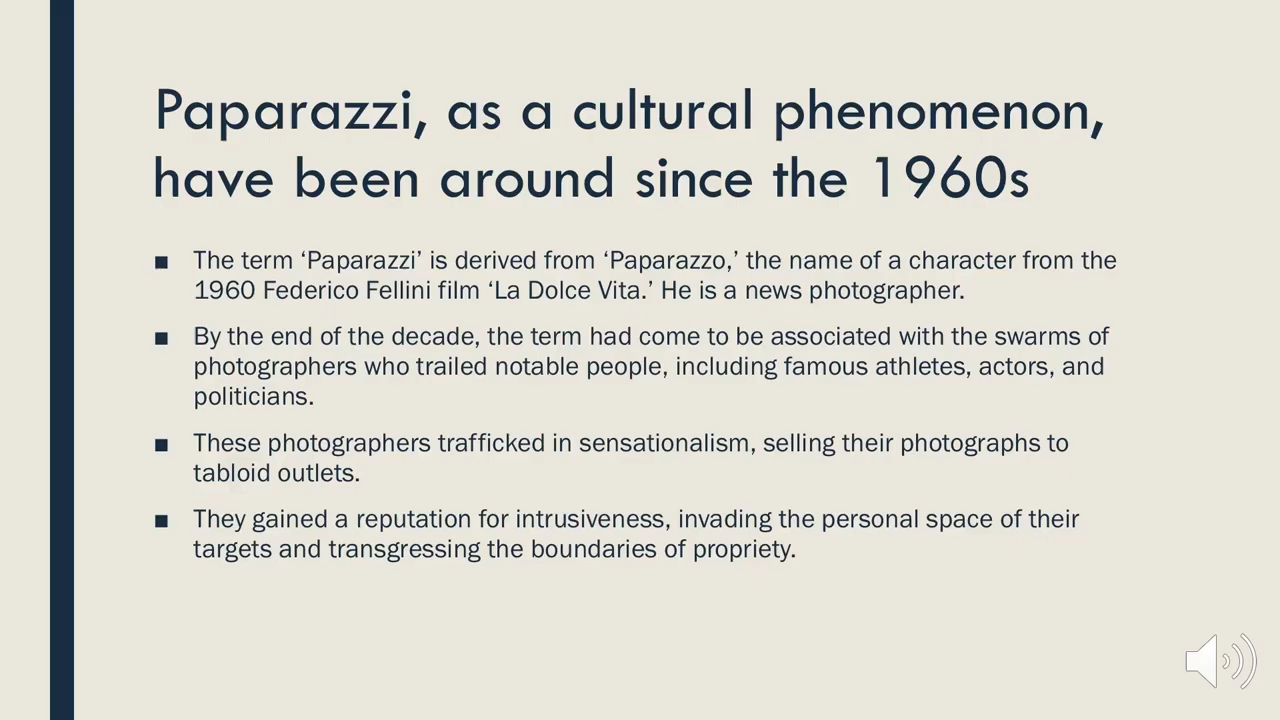 Paparazzi, as a cultural phenomenon,
have been around since the 1960s
■ The term ‘Paparazzi’ is derived from ‘Paparazzo,’ the name of a character from the
1960 Federico Fellini film ‘La Dolce Vita.’ He is a news photographer.
■ By the end of the decade, the term had come to be associated with the swarms of
photographers who trailed notable people, including famous athletes, actors, and
politicians.
■ These photographers trafficked in sensationalism, selling their photographs to
tabloid outlets.
■ They gained a reputation for intrusiveness, invading the personal space of their
targets and transgressing the boundaries of propriety.